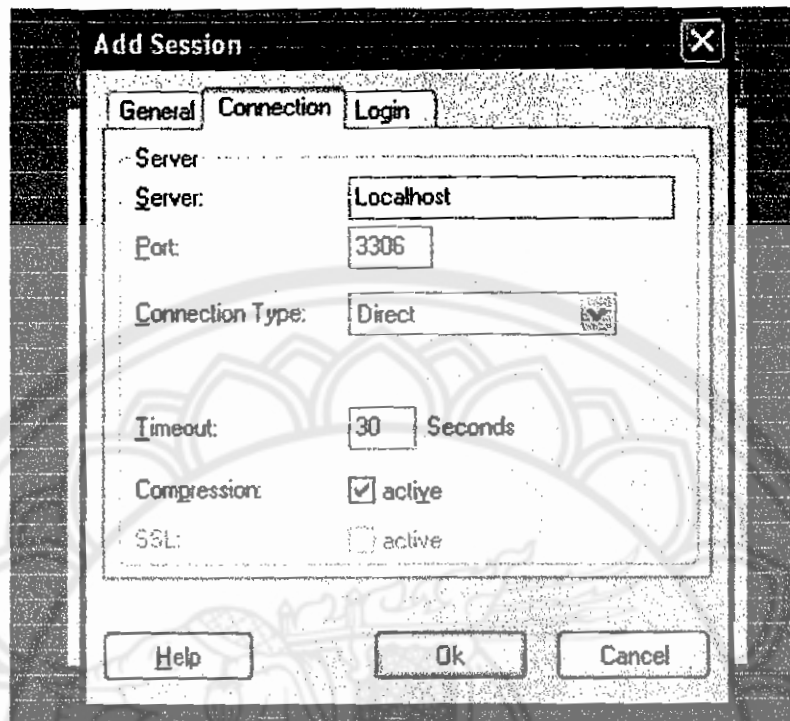 Add Session
General Connection Login
Server
Server: Localhost
Port: 3306
Connection Type: Direct
Timeout: 30 Seconds
Compression: active
SSL: active
Help Ok Cancel